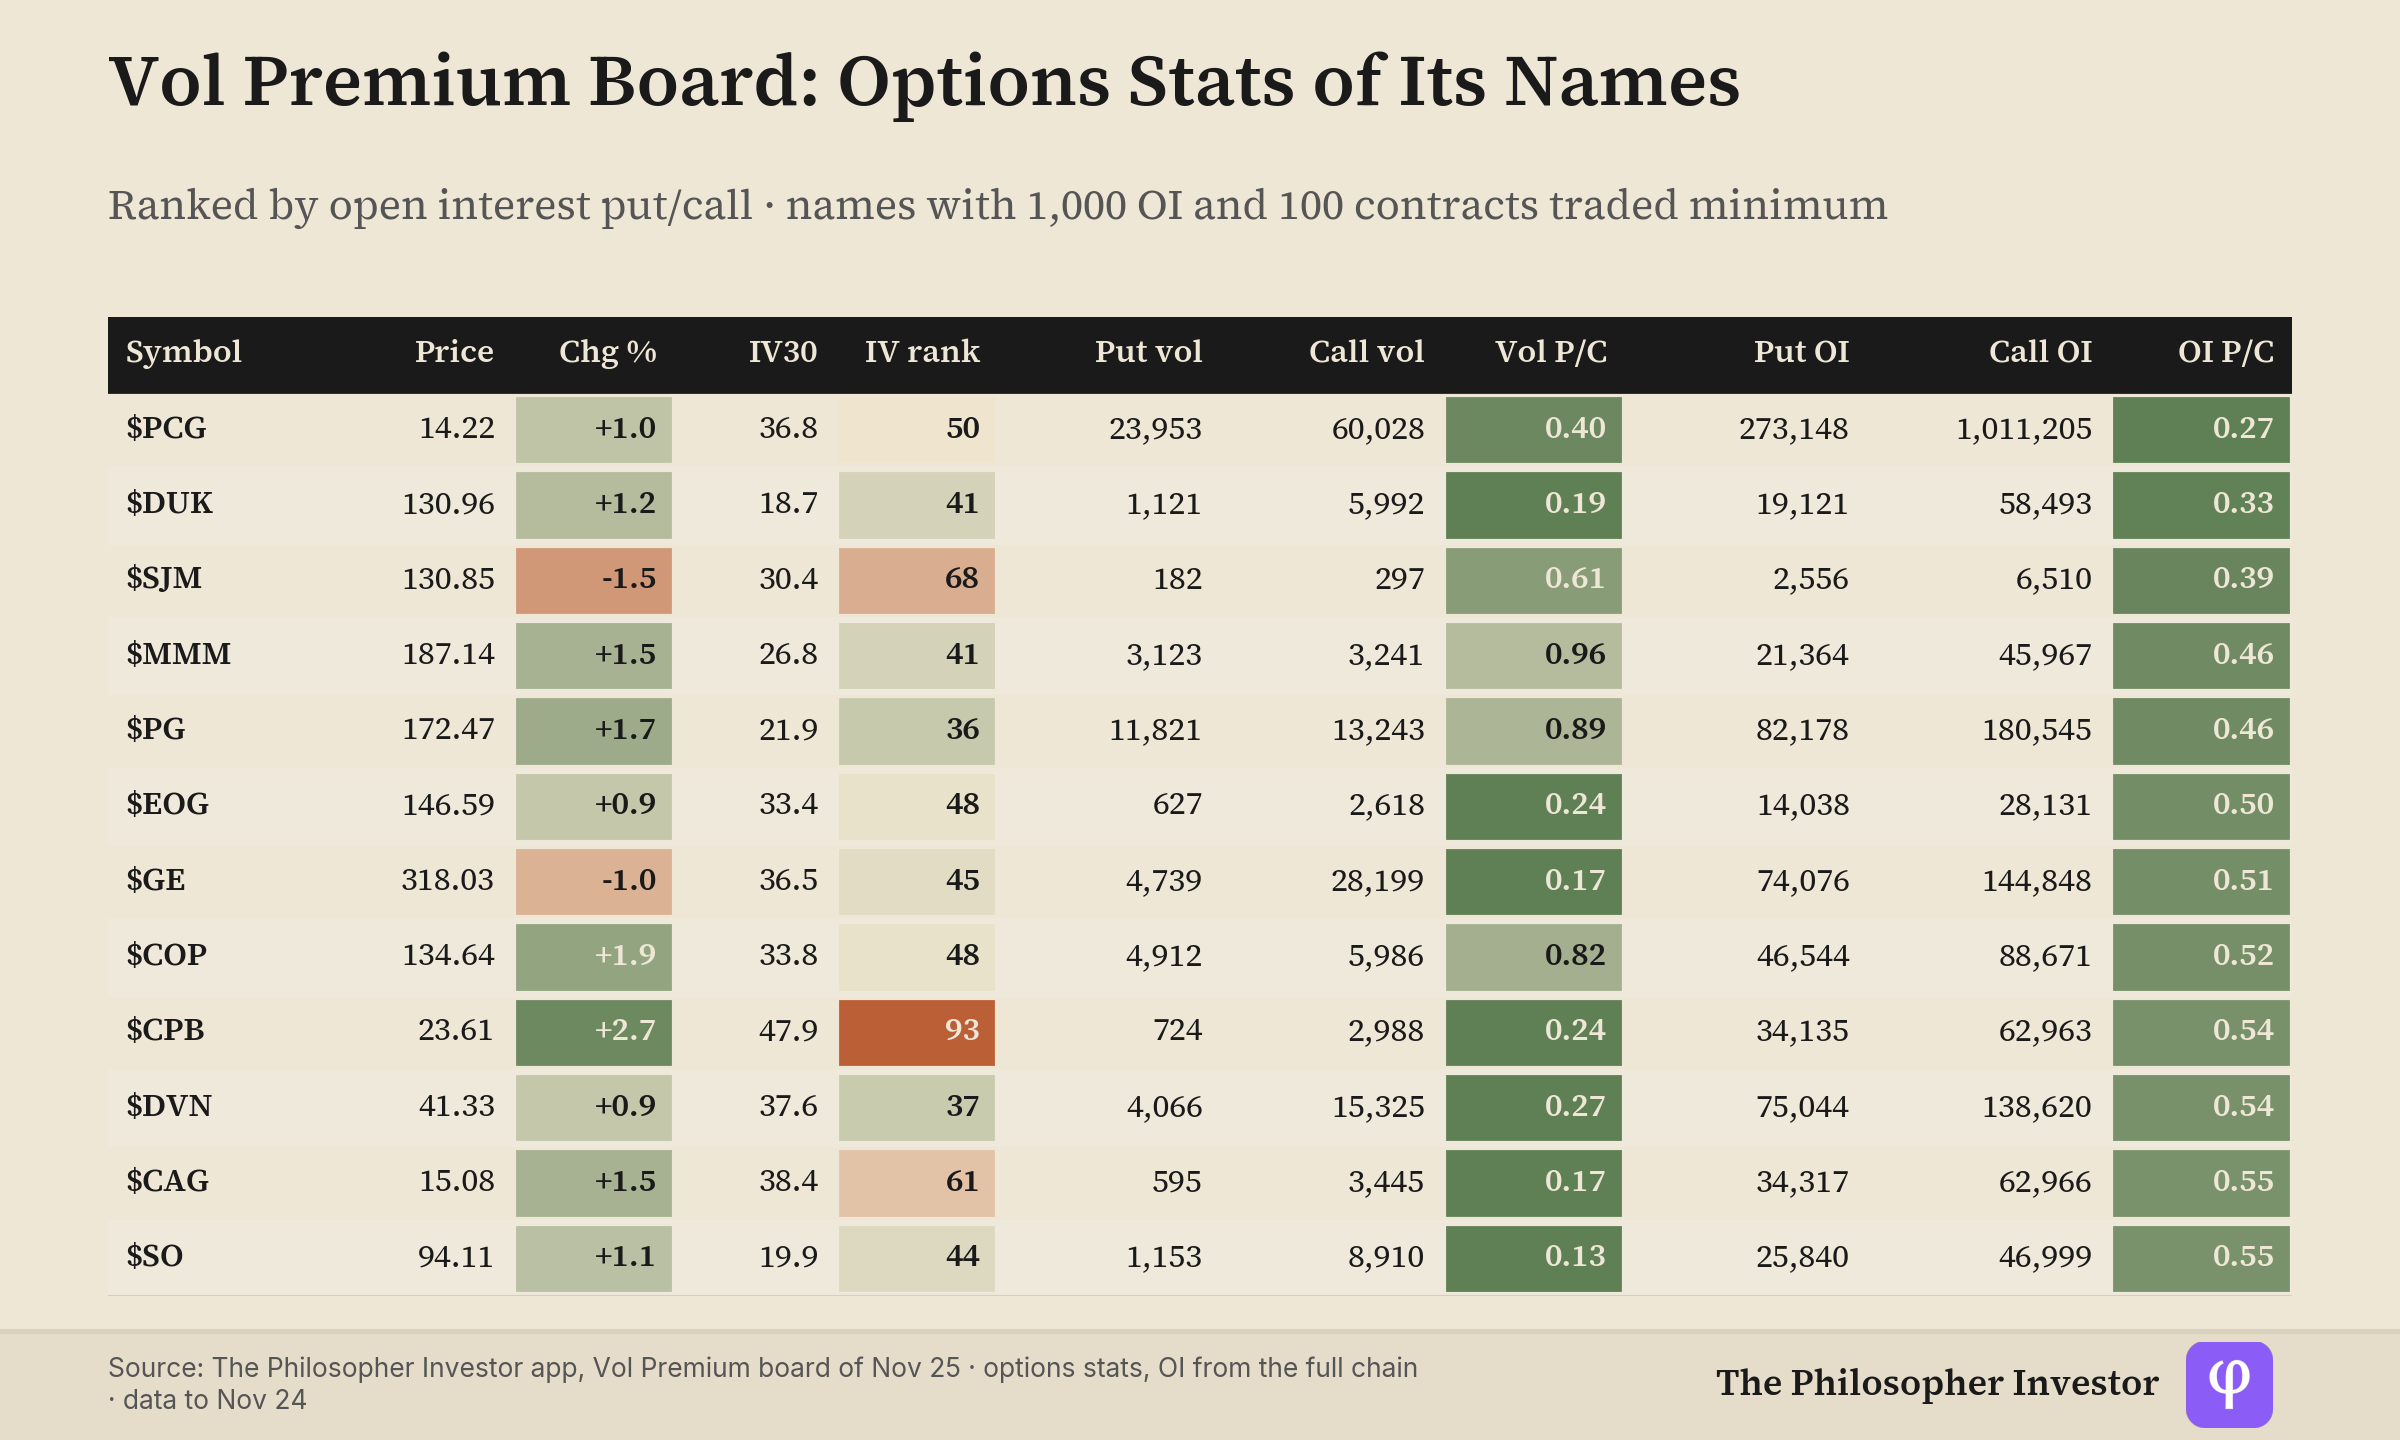 Vol Premium Board: Options Stats of Its Names
Ranked by open interest put/call · names with 1,000 OI and 100 contracts traded minimum
Symbol Price Chg % IV30 IV rank Put vol Call vol Vol P/C Put OI Call OI OI P/C
$PCG 14.22 +1.0 36.8 50 23,953 60,028 0.40 273,148 1,011,205 0.27
$DUK 130.96 +1.2 18.7 41 1,121 5,992 0.19 19,121 58,493 0.33
$SJM 130.85 -1.5 30.4 68 182 297 0.61 2,556 6,510 0.39
$MMM 187.14 +1.5 26.8 41 3,123 3,241 0.96 21,364 45,967 0.46
$PG 172.47 +1.7 21.9 36 11,821 13,243 0.89 82,178 180,545 0.46
$EOG 146.59 +0.9 33.4 48 627 2,618 0.24 14,038 28,131 0.50
$GE 318.03 -1.0 36.5 45 4,739 28,199 0.17 74,076 144,848 0.51
$COP 134.64 +1.9 33.8 48 4,912 5,986 0.82 46,544 88,671 0.52
$CPB 23.61 +2.7 47.9 93 724 2,988 0.24 34,135 62,963 0.54
$DVN 41.33 +0.9 37.6 37 4,066 15,325 0.27 75,044 138,620 0.54
$CAG 15.08 +1.5 38.4 61 595 3,445 0.17 34,317 62,966 0.55
$SO 94.11 +1.1 19.9 44 1,153 8,910 0.13 25,840 46,999 0.55
Source: The Philosopher Investor app, Vol Premium board of Nov 25 · options stats, OI from the full chain
· data to Nov 24
The Philosopher Investor φ